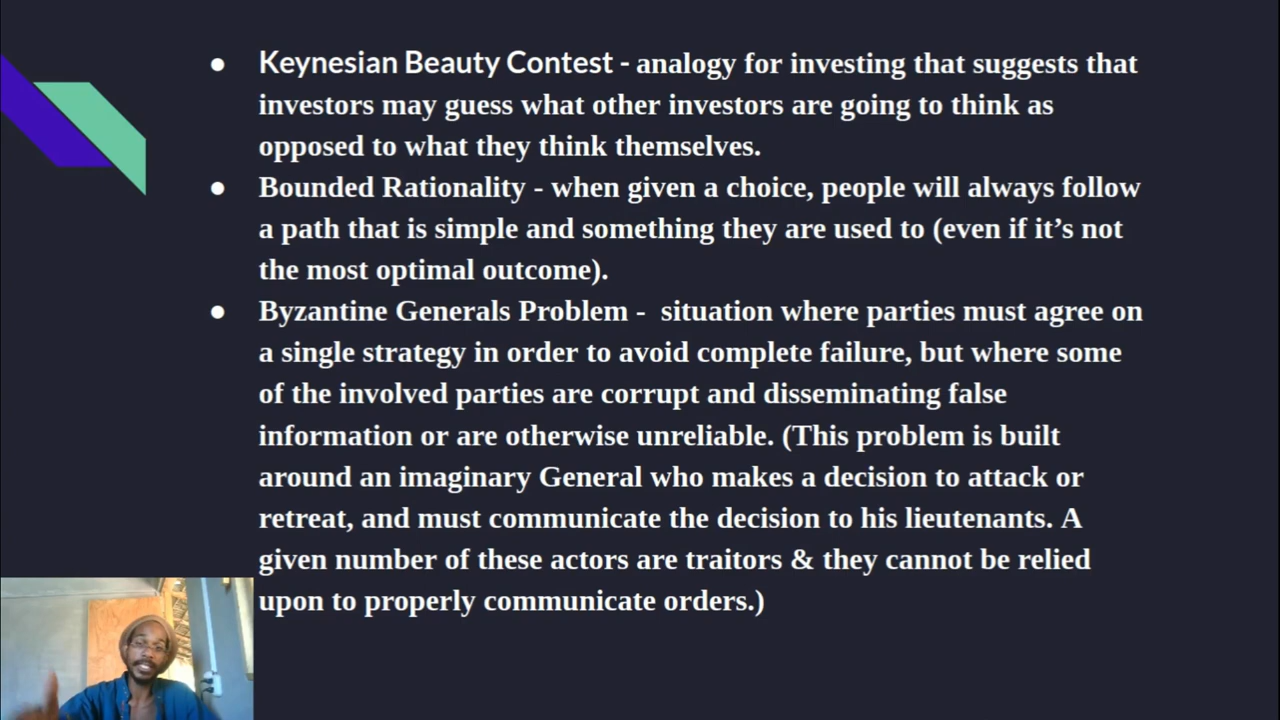 ● Keynesian Beauty Contest - analogy for investing that suggests that
investors may guess what other investors are going to think as
opposed to what they think themselves.
● Bounded Rationality - when given a choice, people will always follow
a path that is simple and something they are used to (even if it’s not
the most optimal outcome).
● Byzantine Generals Problem -  situation where parties must agree on
a single strategy in order to avoid complete failure, but where some
of the involved parties are corrupt and disseminating false
information or are otherwise unreliable. (This problem is built
around an imaginary General who makes a decision to attack or
retreat, and must communicate the decision to his lieutenants. A
given number of these actors are traitors & they cannot be relied
upon to properly communicate orders.)